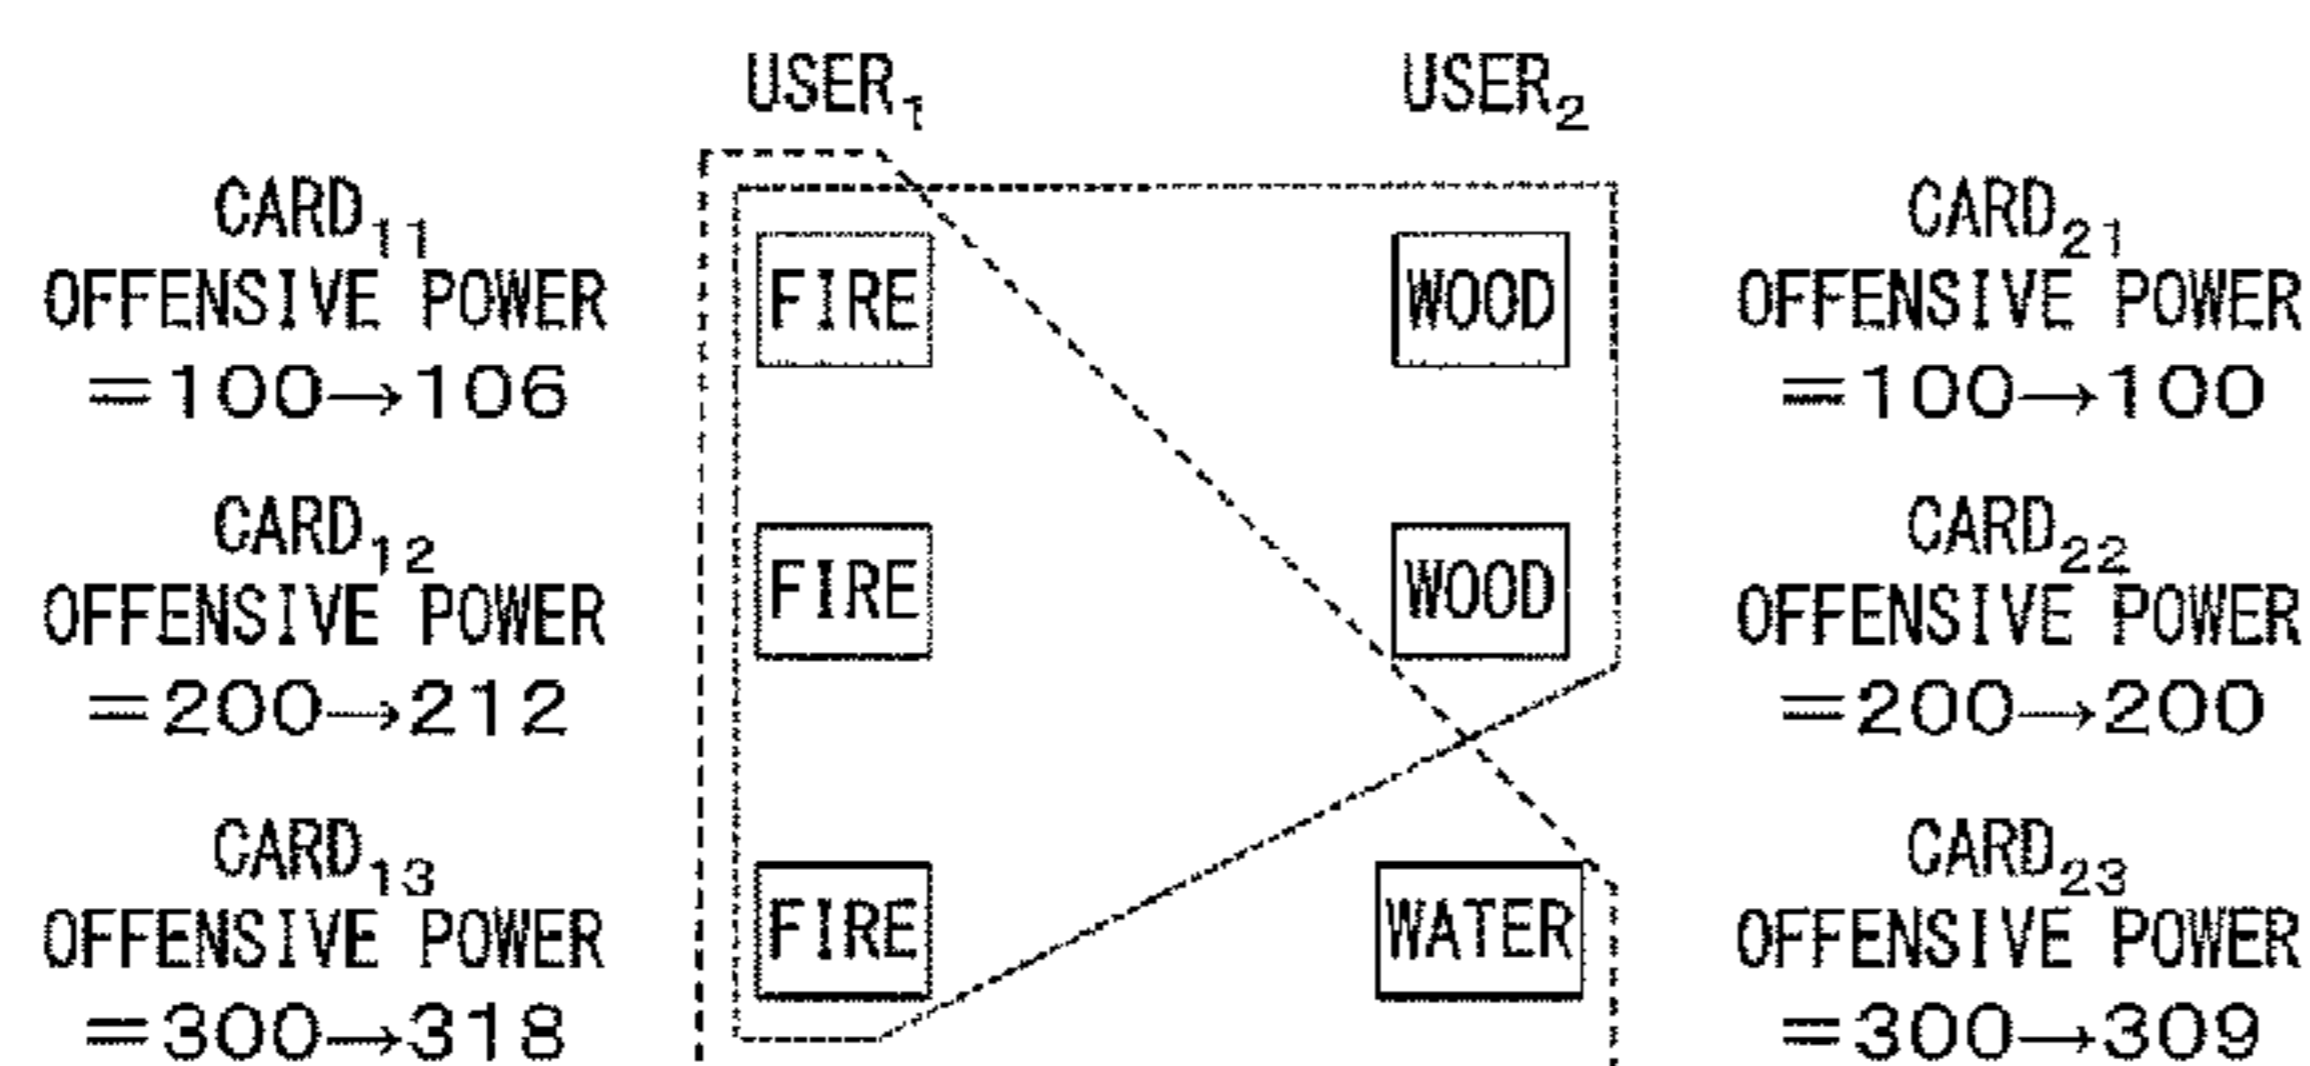 USER₁ USER₂
CARD₁₁
OFFENSIVE POWER
=100→106
FIRE
WOOD
CARD₂₁
OFFENSIVE POWER
=100→100
CARD₁₂
OFFENSIVE POWER
=200→212
FIRE
WOOD
CARD₂₂
OFFENSIVE POWER
=200→200
CARD₁₃
OFFENSIVE POWER
=300→318
FIRE
WATER
CARD₂₃
OFFENSIVE POWER
=300→309